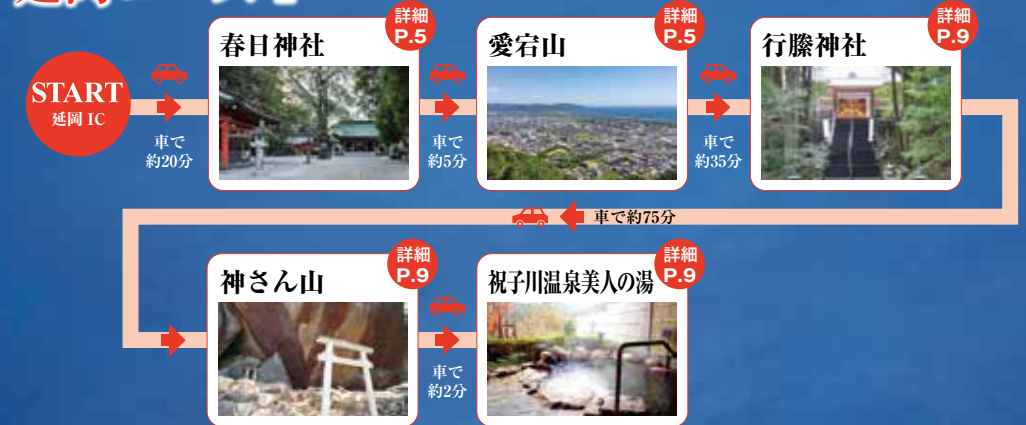 延岡
START
延岡 IC
車で
約20分
春日神社
詳細
P.5
車で
約5分
愛宕山
詳細
P.5
車で
約35分
行縢神社
詳細
P.9
車で約75分
神さん山
詳細
P.9
車で
約2分
祝子川温泉美人の湯
詳細
P.9